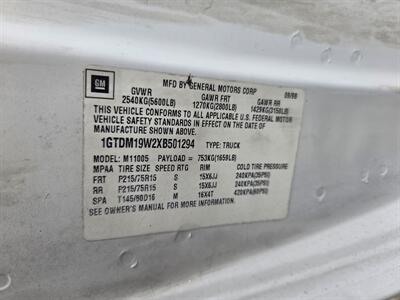 MFD BY GENERAL MOTORS CORP 09/98
GM GVWR GAWR FRT GAWR RR
2540KG(5600LB) 1270KG(2800LB) 1429KG(3150LB)
THIS VEHICLE CONFORMS TO ALL APPLICABLE U.S. FEDERAL MOTOR
VEHICLE SAFETY STANDARDS IN EFFECT ON THE DATE OF
MANUFACTURE SHOWN ABOVE.
1GTDM19W2XB501294 TYPE: TRUCK
MODEL: M11005 PAYLOAD = 753KG(1659LB)
MPAA TIRE SIZE SPEED RTG RIM COLD TIRE PRESSURE
FRT P215/75R15 S 15X6JJ 240KPA(35PSI)
RR P215/75R15 S 15X6JJ 240KPA(35PSI)
SPA T145/80D16 M 16X4T 420KPA(60PSI)
SEE OWNER'S MANUAL FOR ADDITIONAL INFORMATION.